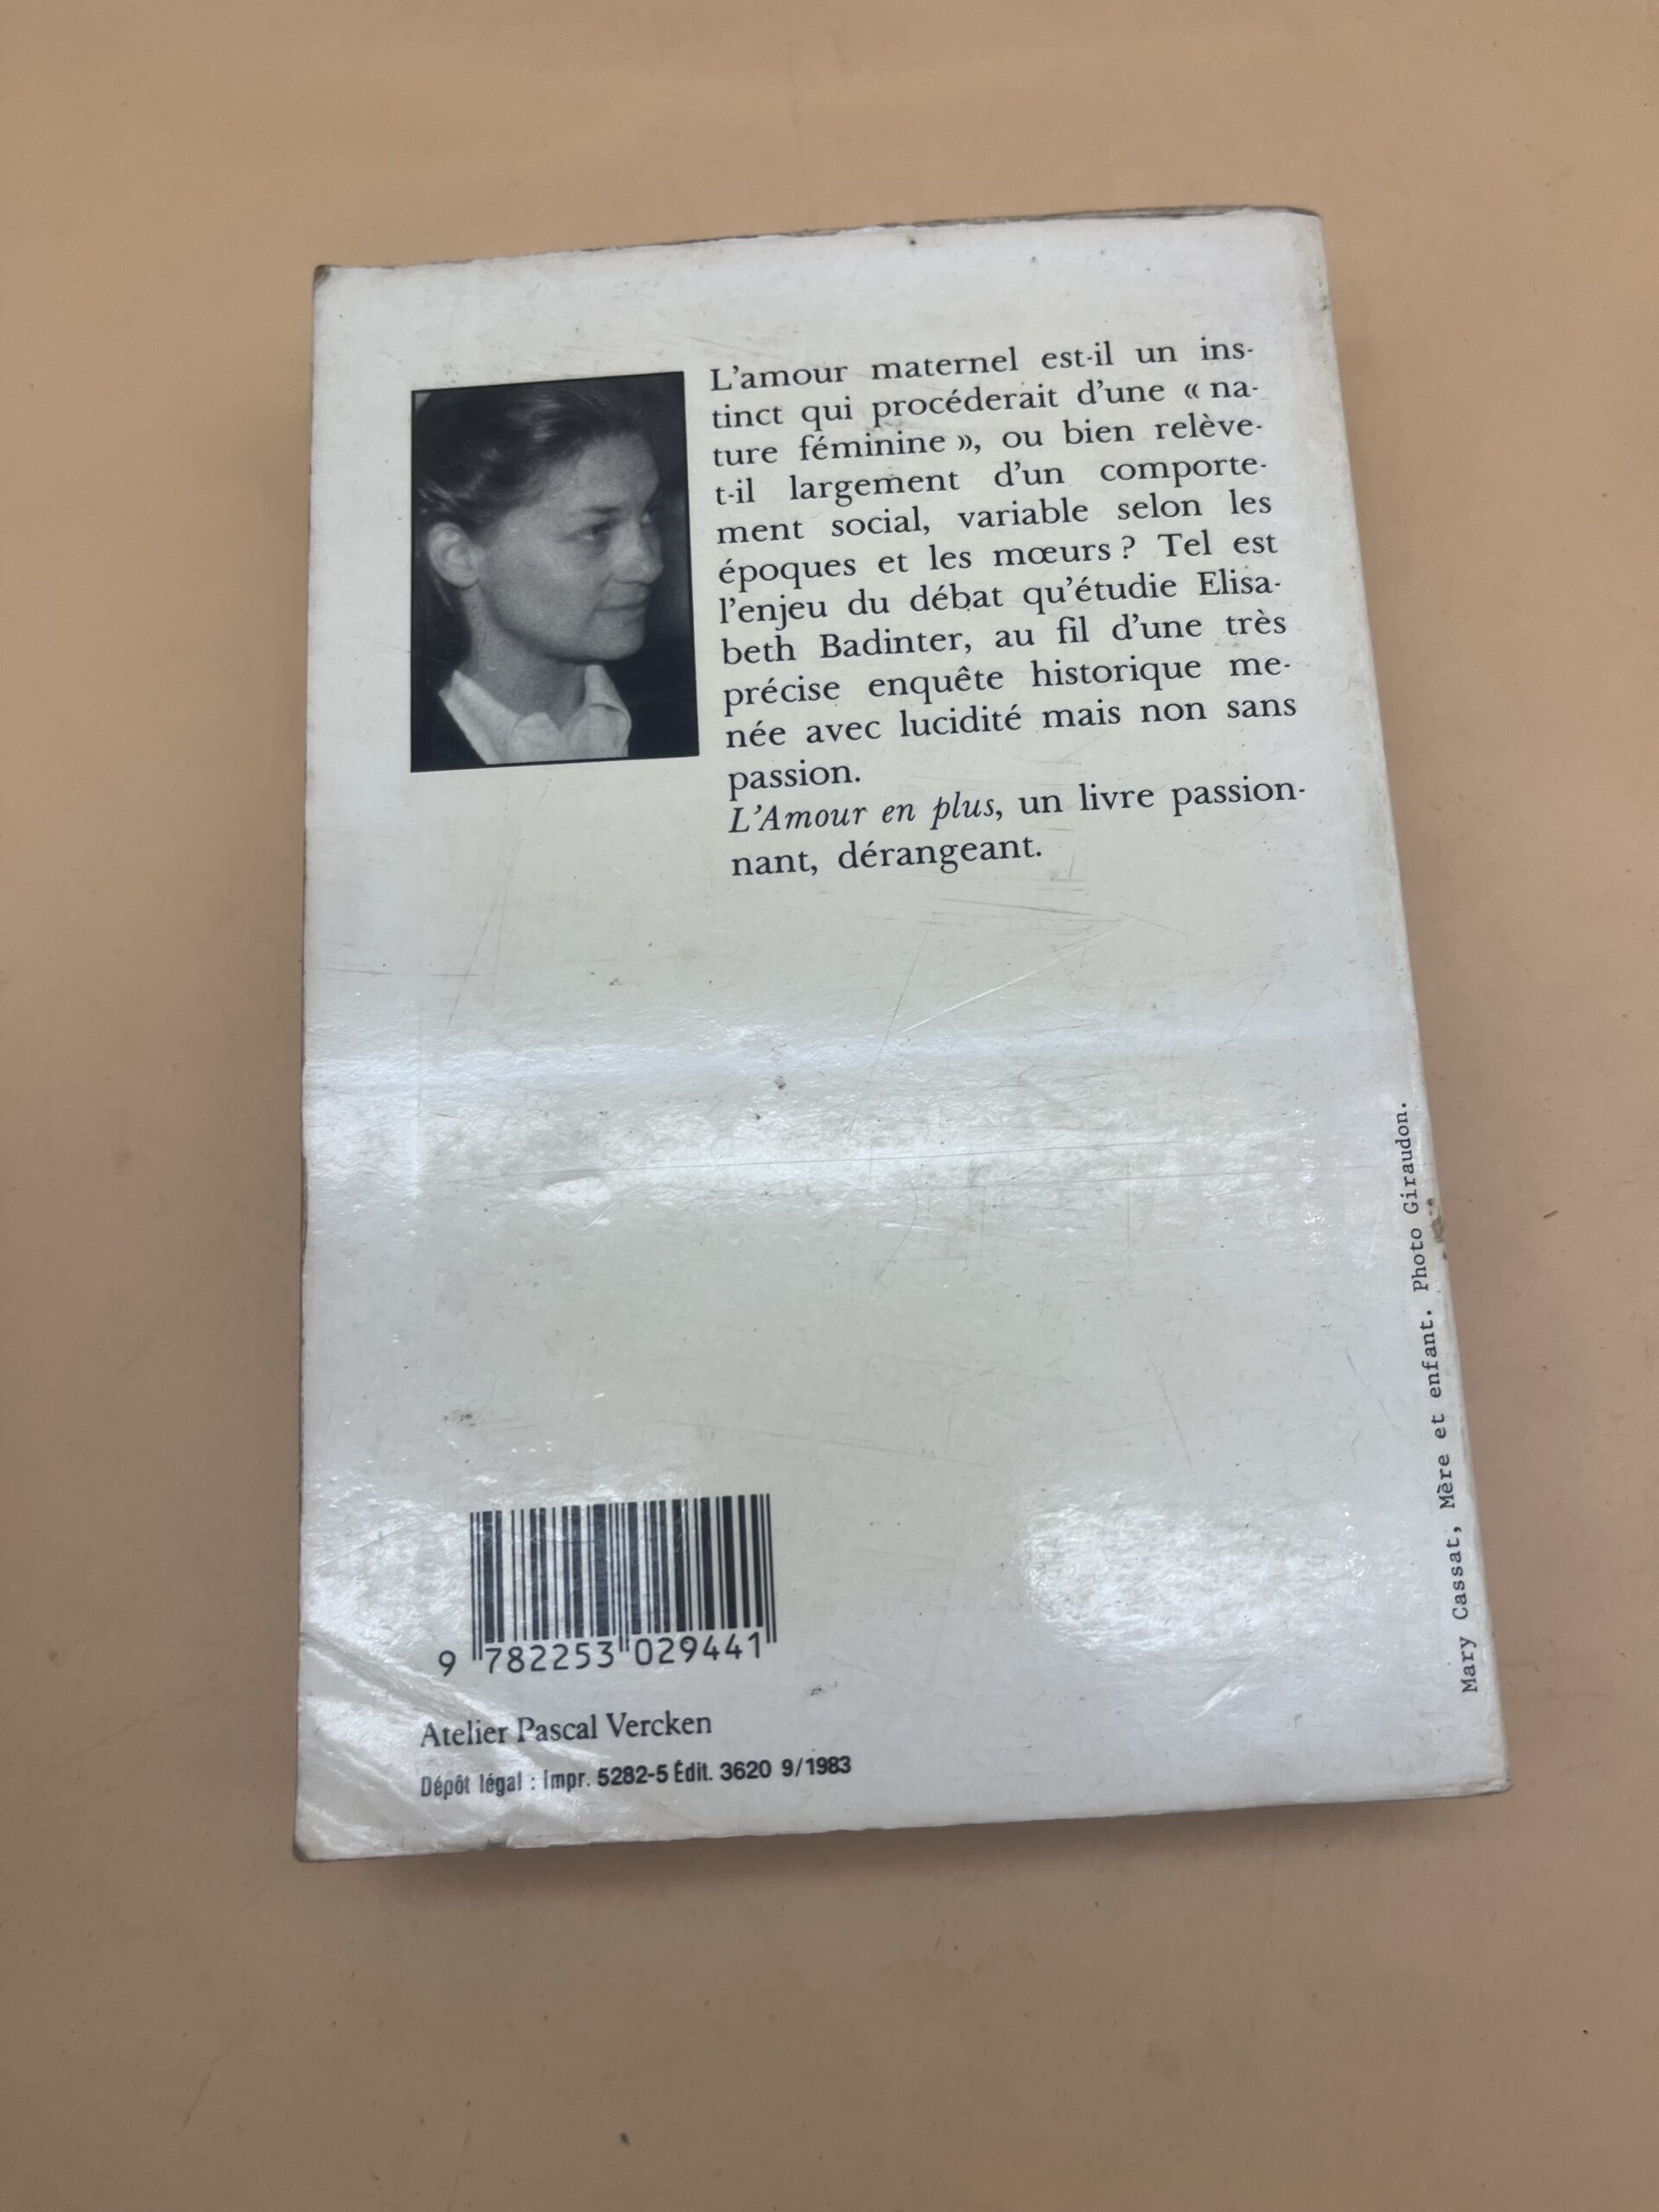 L'amour maternel est-il un ins-
tinct qui procéderait d'une « na-
ture féminine », ou bien relève-
t-il largement d'un comporte-
ment social, variable selon les
époques et les mœurs ? Tel est
l'enjeu du débat qu'étudie Elisa-
beth Badinter, au fil d'une très
précise enquête historique me-
née avec lucidité mais non sans
passion.
L'Amour en plus, un livre passion-
nant, dérangeant.
Mary Cassat, Mère et enfant. Photo Giraudon.
9 782253 029441
Atelier Pascal Vercken
Dépôt légal : Impr. 5282-5 Édit. 3620 9/1983